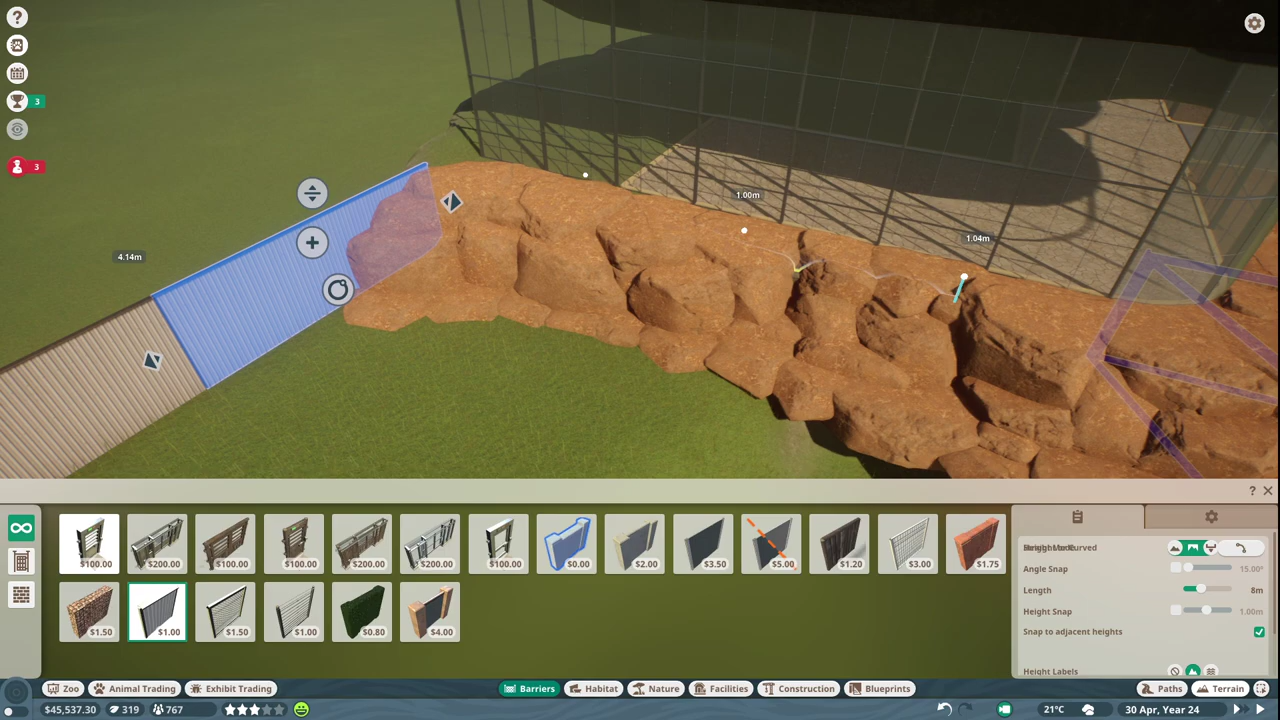 ?
3
3
4.14m
1.00m
1.04m
?
$100.00 $200.00 $100.00 $100.00 $200.00 $200.00 $100.00 $0.00 $2.00 $3.50 $5.00 $1.20 $3.00 $1.75
$1.50 $1.00 $1.50 $1.00 $0.80 $4.00
Angle Snap 15.00°
Length 8m
Height Snap 1.00m
Snap to adjacent heights
Height Labels
Zoo Animal Trading Exhibit Trading Barriers Habitat Nature Facilities Construction Blueprints Paths Terrain
$45,537.30 319 767 21°C 30 Apr, Year 24